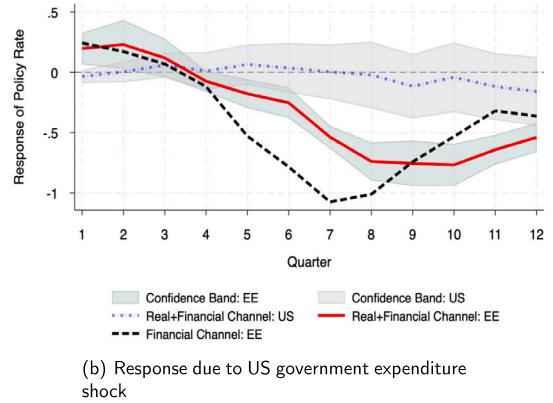 .5
0
-.5
-1
Response of Policy Rate
1 2 3 4 5 6 7 8 9 10 11 12
Quarter
Confidence Band: EE Confidence Band: US
Real+Financial Channel: US Real+Financial Channel: EE
Financial Channel: EE
(b) Response due to US government expenditure
shock